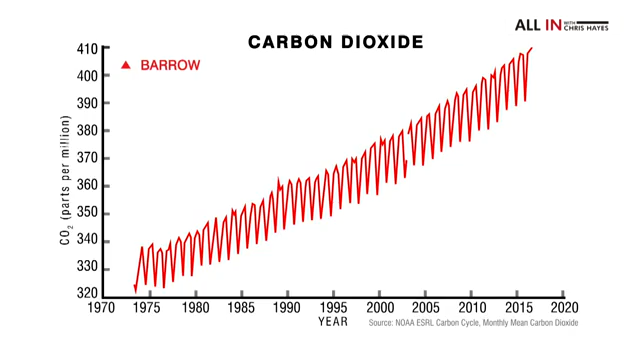 ALL IN WITH CHRIS HAYES
CARBON DIOXIDE
▲ BARROW
CO2 (parts per million)
410
400
390
380
370
360
350
340
330
320
1970 1975 1980 1985 1990 1995 2000 2005 2010 2015 2020
YEAR
Source: NOAA ESRL Carbon Cycle, Monthly Mean Carbon Dioxide